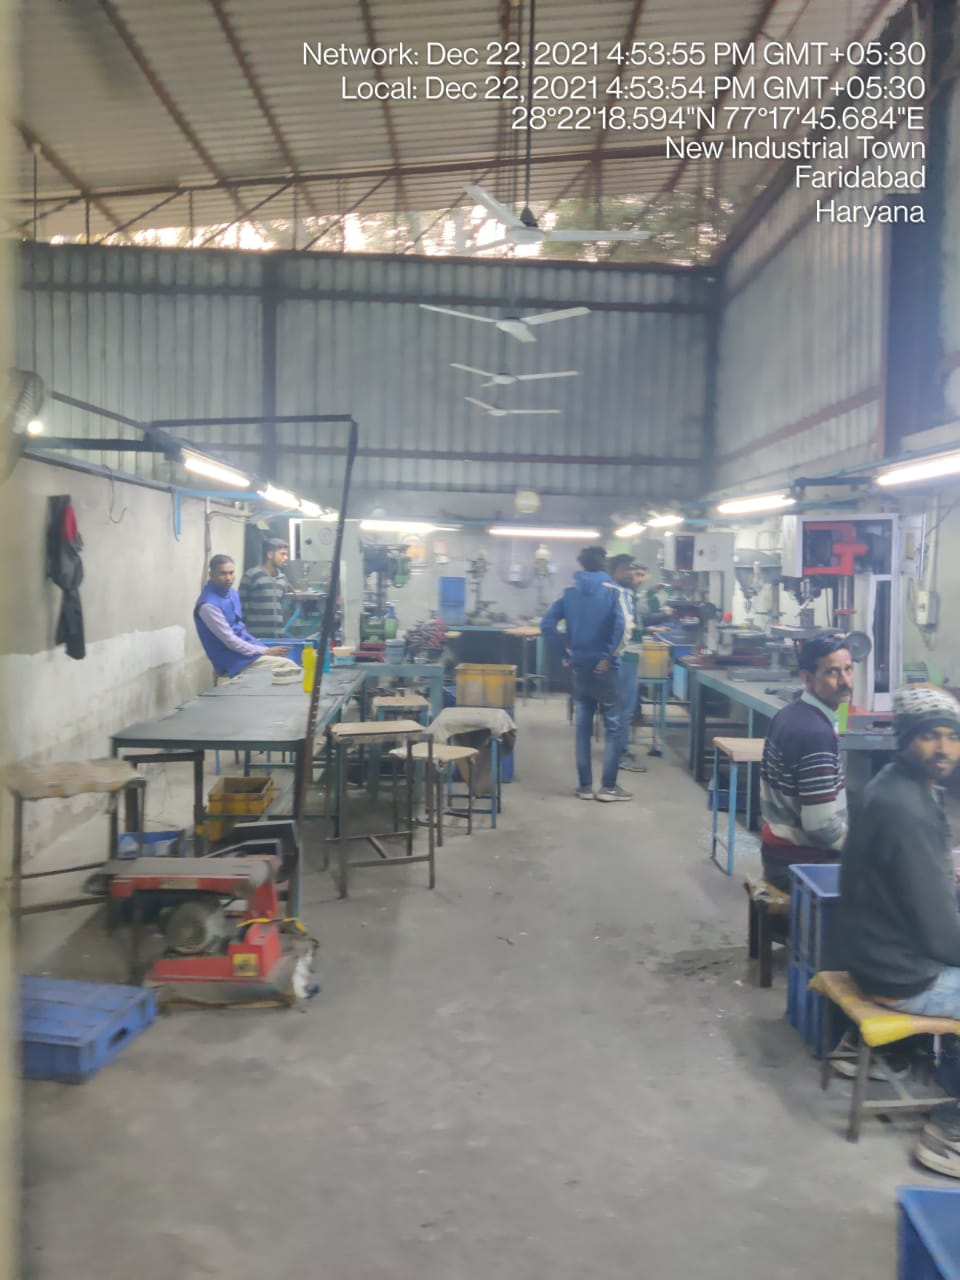 Network: Dec 22, 2021 4:53:55 PM GMT+05:30
Local: Dec 22, 2021 4:53:54 PM GMT+05:30
28°22'18.594"N 77°17'45.684"E
New Industrial Town
Faridabad
Haryana